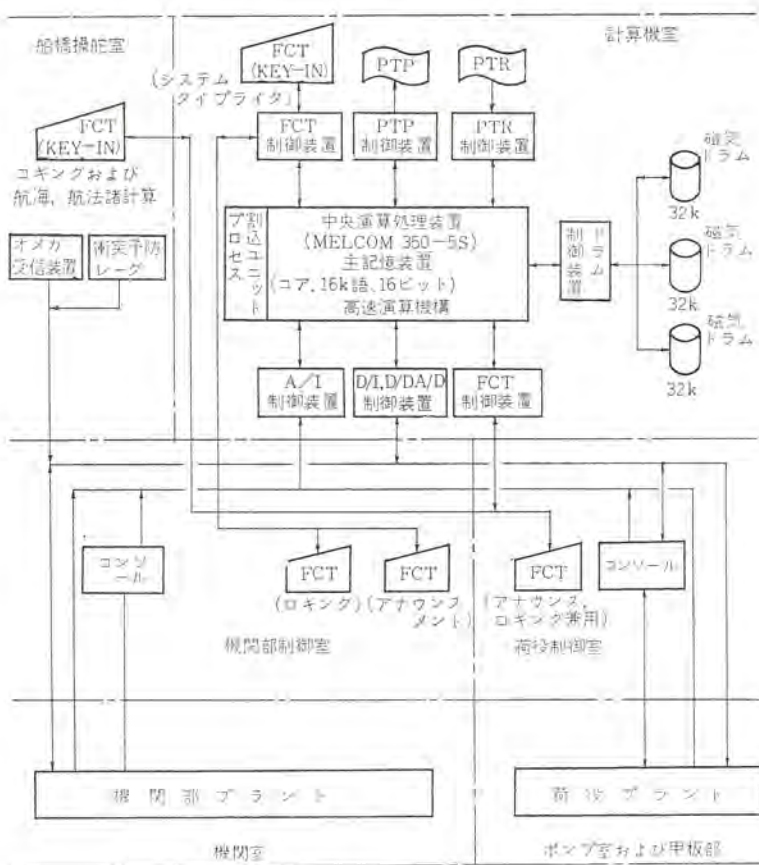 船橋操舵室
計算機室
FCT
(KEY-IN)
(システム
タイプライタ)
PTP
PTR
FCT
(KEY-IN)
コギングおよび
航海, 航法諸計算
FCT
制御装置
PTP
制御装置
PTR
制御装置
磁気
ドラム
32k
オメガ
受信装置
衝突予防
レーダ
プロセス
割込ユニット
中央演算処理装置
(MELCOM 350-5S)
主記憶装置
(コア, 16k語, 16ビット)
高速演算機構
ドラム
制御装置
磁気
ドラム
32k
磁気
ドラム
32k
A/I
制御装置
D/I,D/DA/D
制御装置
FCT
制御装置
コンソール
FCT
(ロギング)
FCT
(アナウンス
メント)
FCT
(アナウンス,
ロギング兼用)
コンソール
機関部制御室
荷役制御室
機関部プラント
荷役プラント
機関室
ポンプ室および甲板部